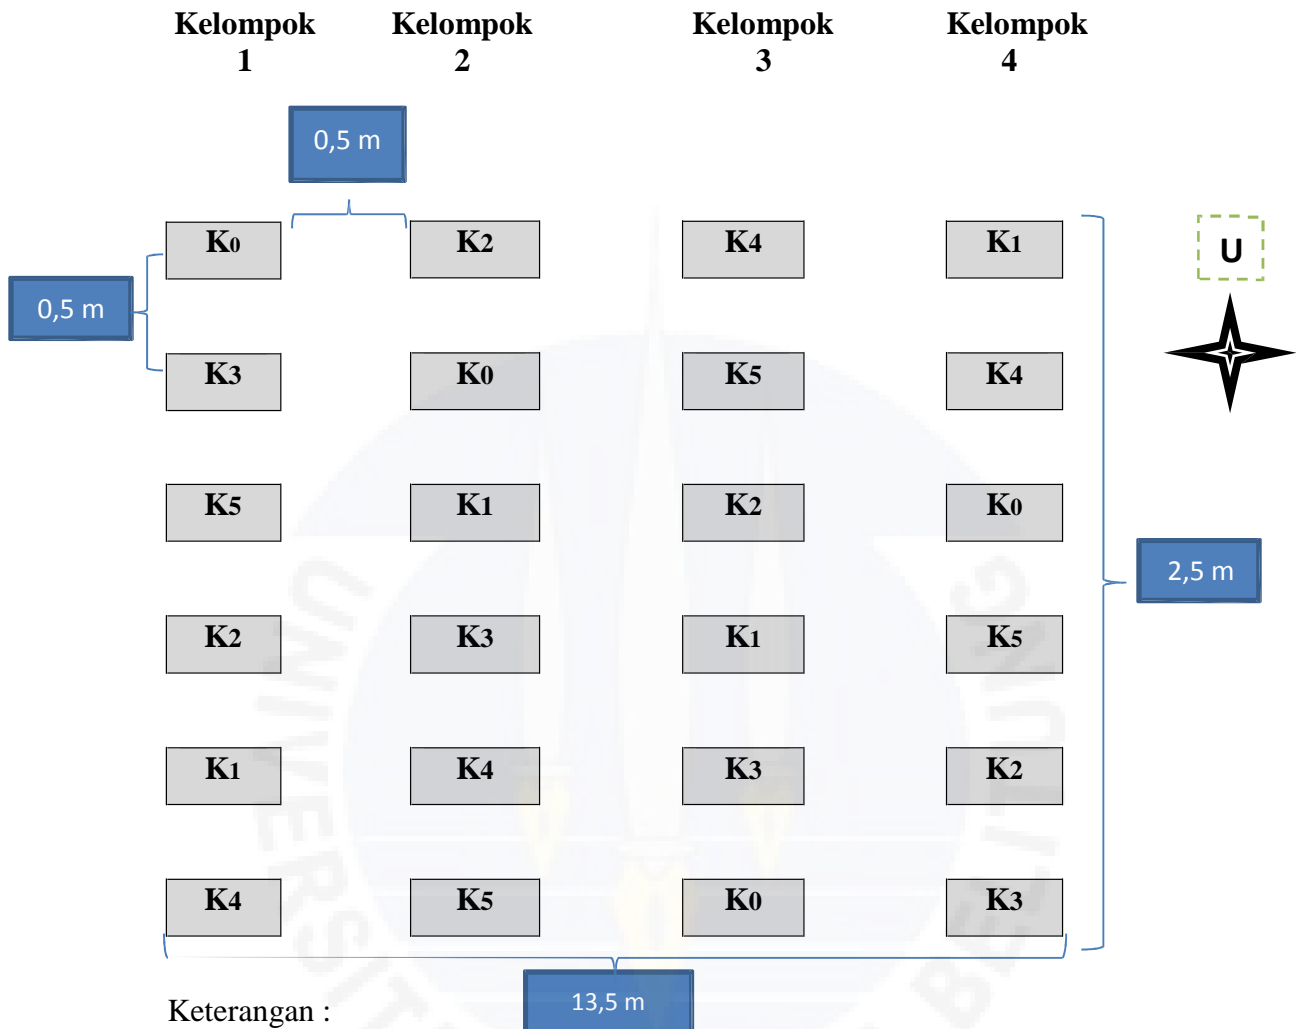 Kelompok Kelompok Kelompok Kelompok
1 2 3 4
0,5 m
K0 K2 K4 K1
U
0,5 m
K3 K0 K5 K4
K5 K1 K2 K0
2,5 m
K2 K3 K1 K5
K1 K4 K3 K2
K4 K5 K0 K3
13,5 m
Keterangan :
UNIVERSIT
BELITUNG